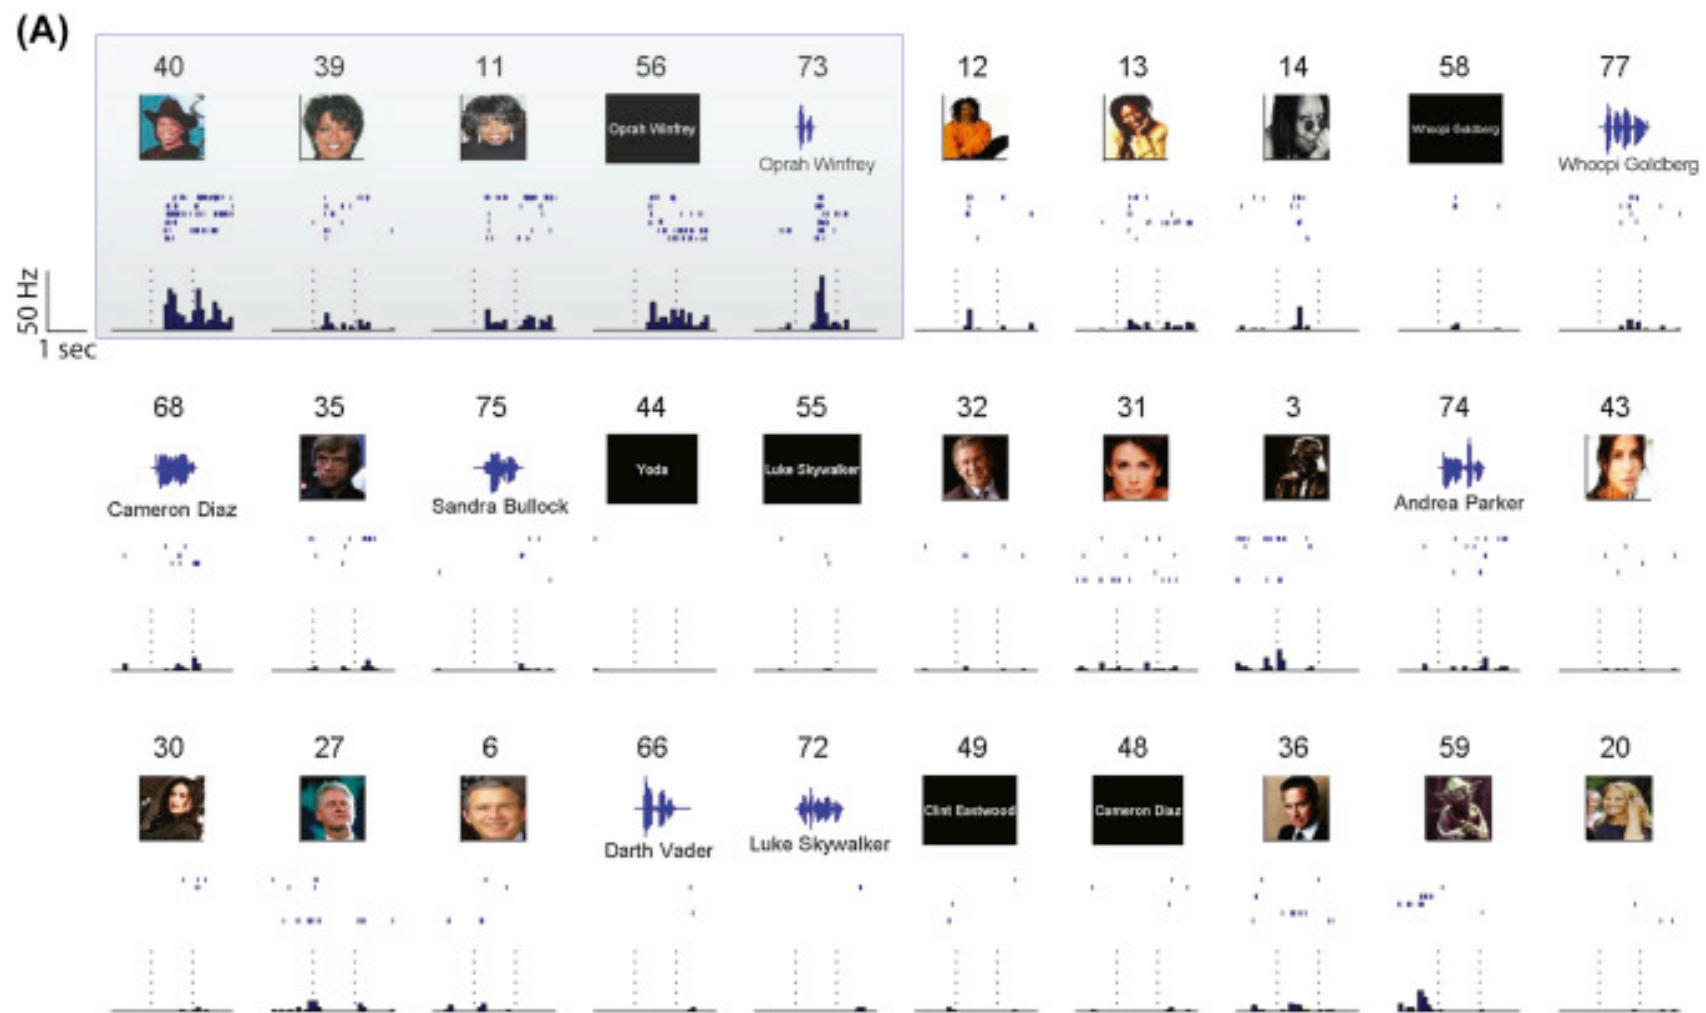 (A)
40 39 11 56 73 12 13 14 58 77
Oprah Winfrey Whoopi Goldberg
Oprah Winfrey Whoopi Goldberg
50 Hz
1 sec
68 35 75 44 55 32 31 3 74 43
Yoda Luke Skywalker
Cameron Diaz Sandra Bullock Andrea Parker
30 27 6 66 72 49 48 36 59 20
Clint Eastwood Cameron Diaz
Darth Vader Luke Skywalker